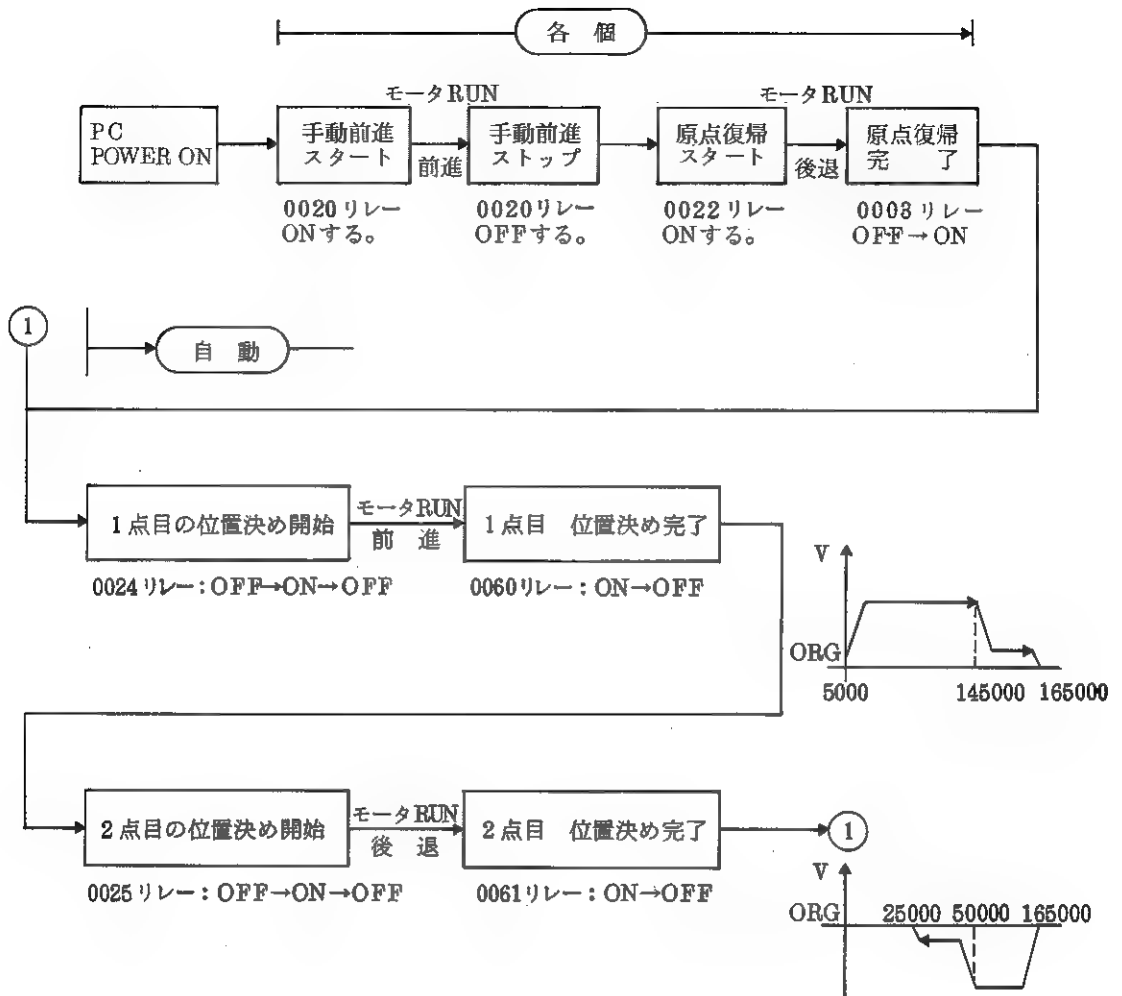 各個
モータRUN
モータRUN
PC
POWER ON
手動前進
スタート
前進
手動前進
ストップ
原点復帰
スタート
後退
原点復帰
完了
0020リレー
ONする。
0020リレー
OFFする。
0022リレー
ONする。
0003リレー
OFF→ON
1
自動
1点目の位置決め開始
モータRUN
前進
1点目 位置決め完了
0024リレー:OFF→ON→OFF
0060リレー:ON→OFF
V
ORG
5000
145000
165000
2点目の位置決め開始
モータRUN
後退
2点目 位置決め完了
1
0025リレー:OFF→ON→OFF
0061リレー:ON→OFF
V
ORG
25000
50000
165000